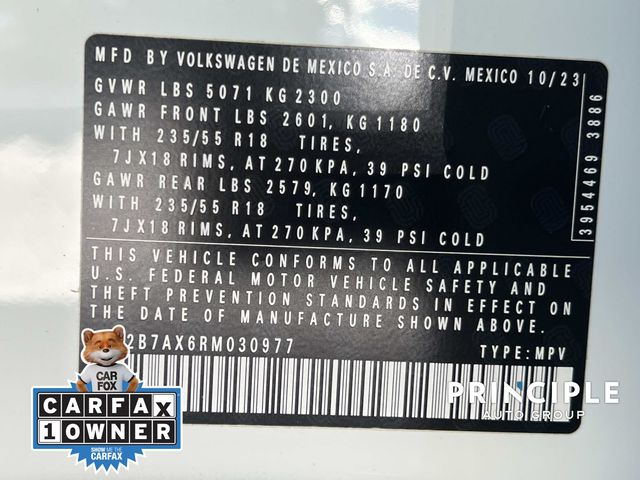 MFD BY VOLKSWAGEN DE MEXICO S.A. DE C.V. MEXICO 10/23
GVWR LBS 5071 KG 2300
GAWR FRONT LBS 2601, KG 1180
WITH 235/55 R18 TIRES,
7JX18 RIMS, AT 270 KPA, 39 PSI COLD
GAWR REAR LBS 2579, KG 1170
WITH 235/55 R18 TIRES,
7JX18 RIMS, AT 270 KPA, 39 PSI COLD
3954469 3886
THIS VEHICLE CONFORMS TO ALL APPLICABLE
U.S. FEDERAL MOTOR VEHICLE SAFETY AND
THEFT PREVENTION STANDARDS IN EFFECT ON
THE DATE OF MANUFACTURE SHOWN ABOVE.
2B7AX6RM030977 TYPE: MPV
CAR
FOX
CARFAX
1 OWNER
SHOW ME THE
CARFAX
PRINCIPLE
AUTO GROUP